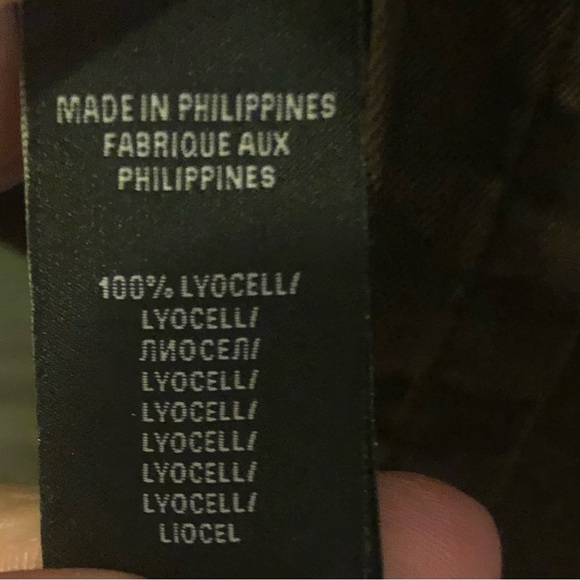 MADE IN PHILIPPINES
FABRIQUE AUX
PHILIPPINES
100% LYOCELL/
LYOCELL/
ЛИОСЕЛ/
LYOCELL/
LYOCELL/
LYOCELL/
LYOCELL/
LYOCELL/
LIOCEL